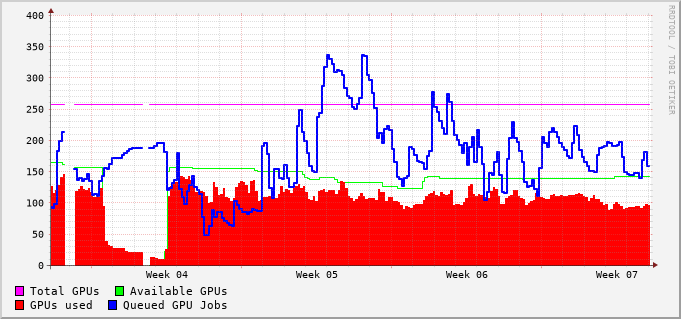 RRDTOOL / TOBI OETIKER
400
350
300
250
200
150
100
50
0
Week 04 Week 05 Week 06 Week 07
Total GPUs Available GPUs
GPUs used Queued GPU Jobs